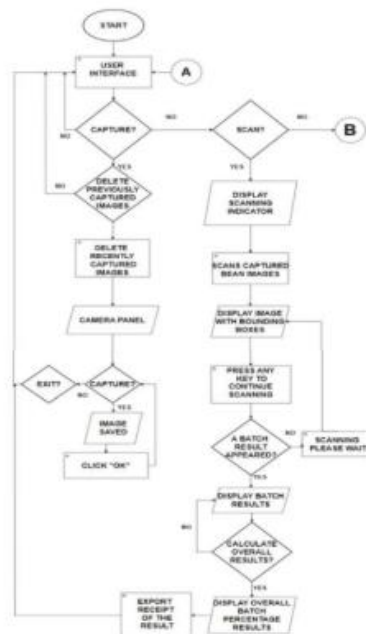 START
USER
INTERFACE
A
NO
CAPTURE?
NO
SCAN?
NO
B
YES
NO
DELETE
PREVIOUSLY
CAPTURED
IMAGES
YES
DISPLAY
SCANNING
INDICATOR
YES
DELETE
RECENTLY
CAPTURED
IMAGES
SCANS CAPTURED
BEAN IMAGES
CAMERA PANEL
DISPLAY IMAGE
WITH BOUNDING
BOXES
EXIT?
NO
CAPTURE?
PRESS ANY
KEY TO
CONTINUE
SCANNING
YES
IMAGE
SAVED
CLICK "OK"
A BATCH
RESULT
APPEARED?
NO
SCANNING
PLEASE WAIT
YES
DISPLAY BATCH
RESULTS
NO
CALCULATE
OVERALL
RESULTS?
YES
EXPORT
RECEIPT
OF THE
RESULT
DISPLAY OVERALL
BATCH
PERCENTAGE
RESULTS